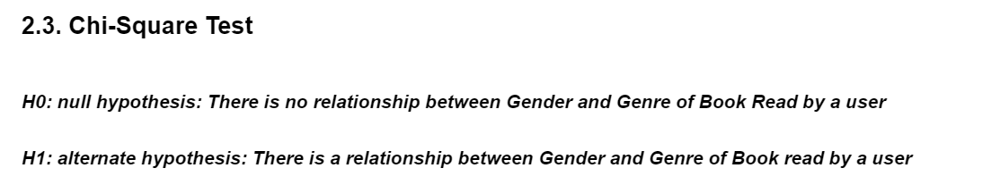 2.3. Chi-Square Test
H0: null hypothesis: There is no relationship between Gender and Genre of Book Read by a user
H1: alternate hypothesis: There is a relationship between Gender and Genre of Book read by a user